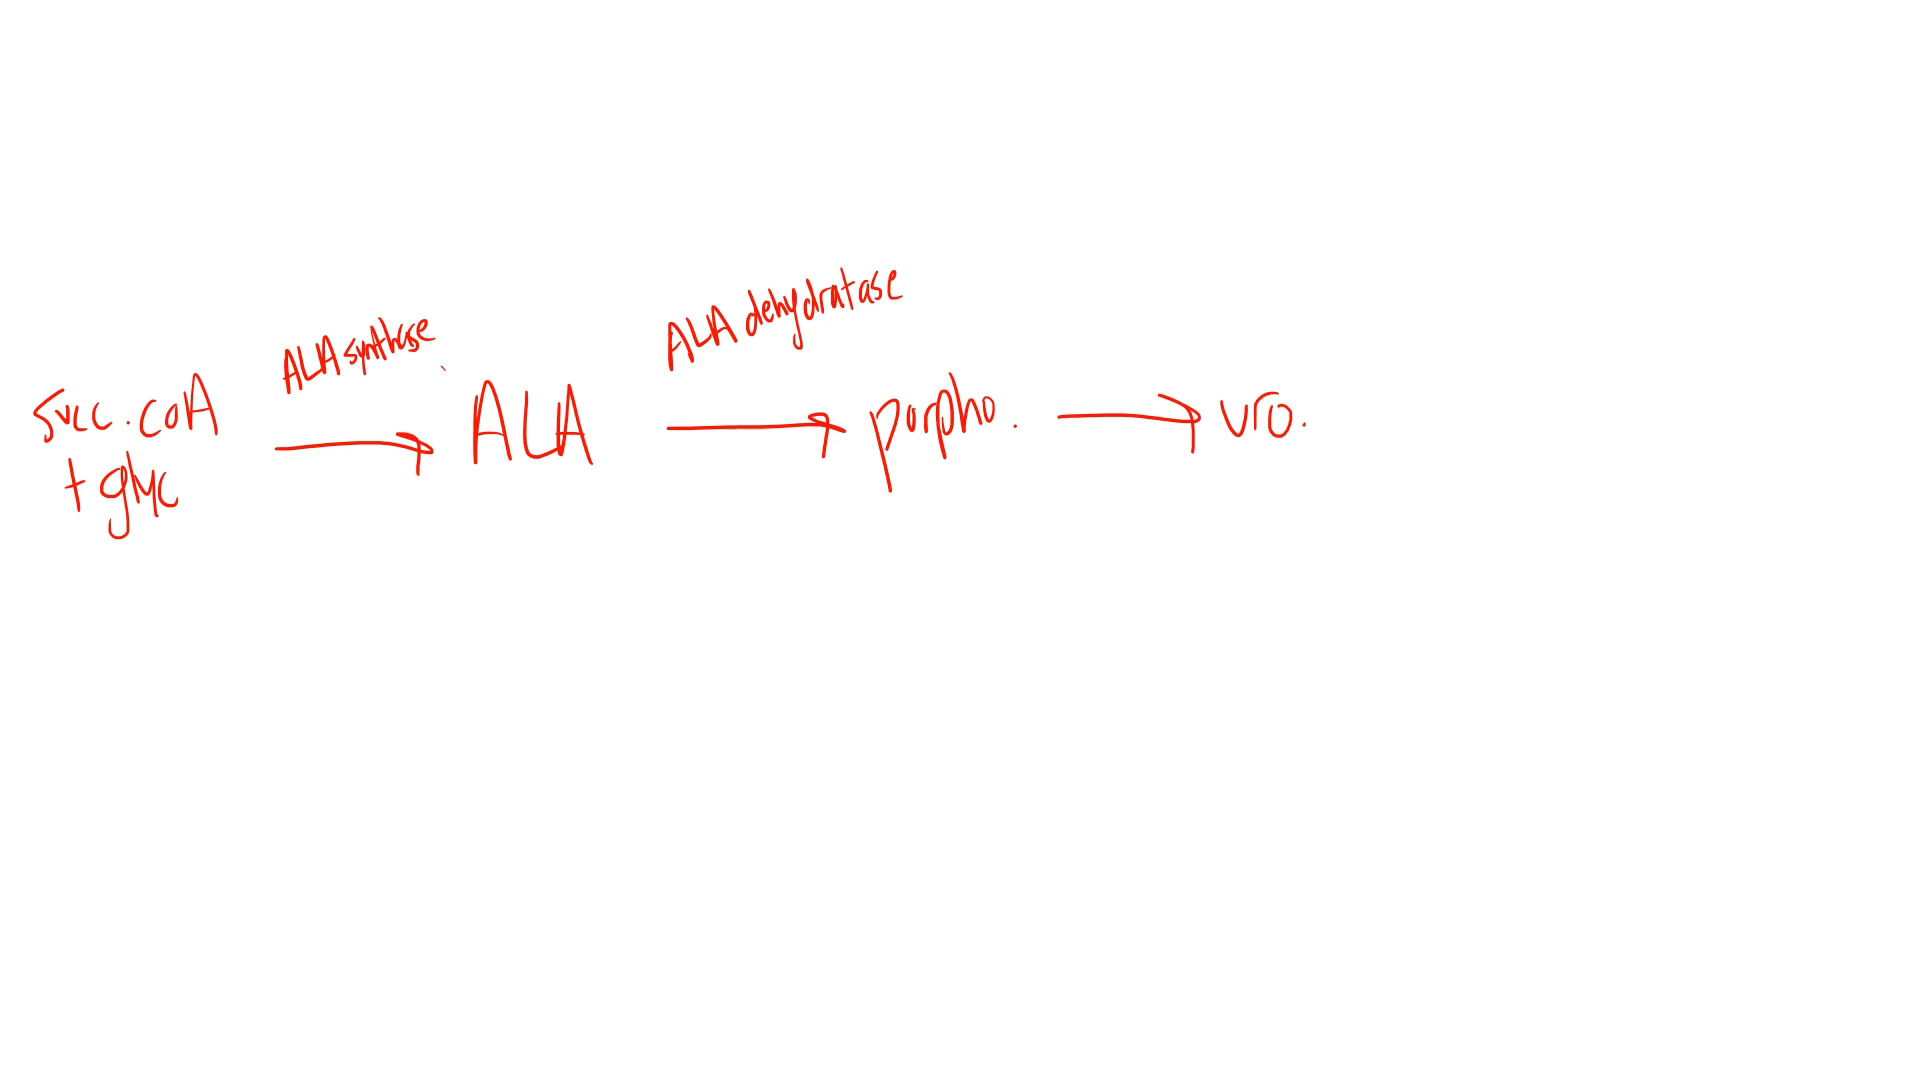 ALA synthase
ALA dehydratase
succ. coA
+ glyc
ALA
porpho.
uro.